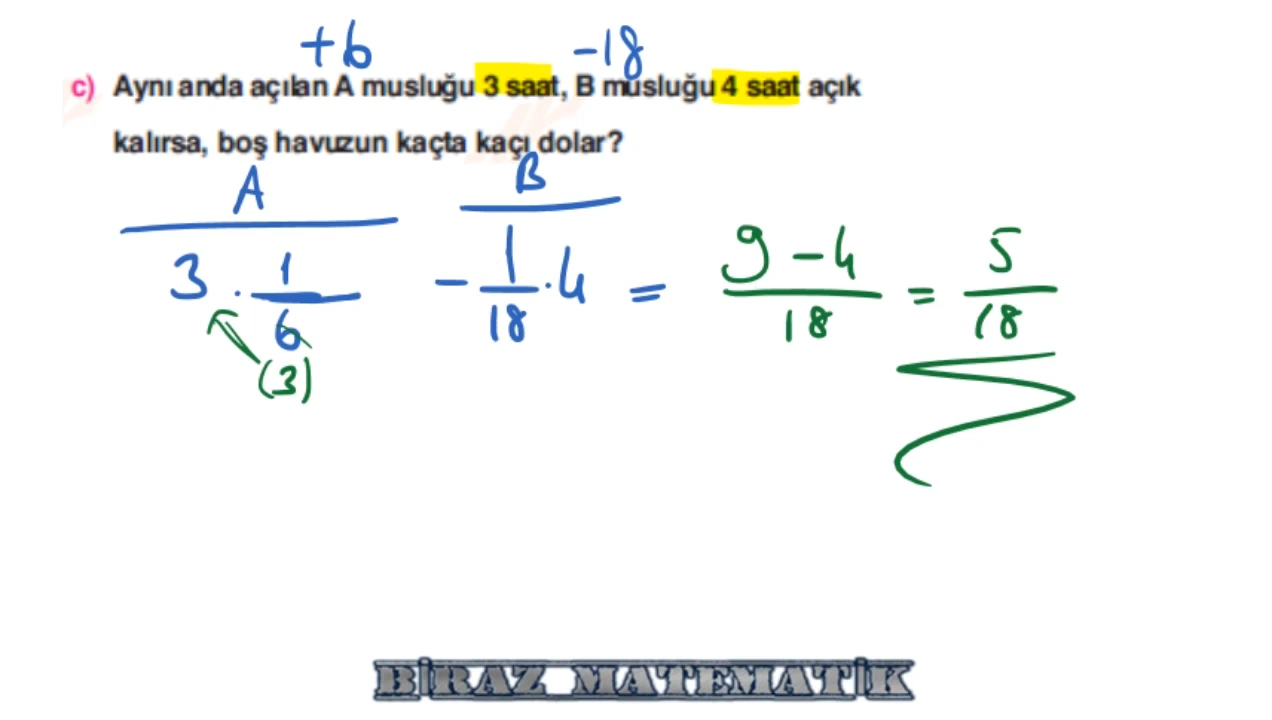 +6 -18
c) Aynı anda açılan A musluğu 3 saat, B musluğu 4 saat açık
kalırsa, boş havuzun kaçta kaçı dolar?
A B
3 · 1/6 - 1/18 · 4 = 9-4/18 = 5/18
(3)
BİRAZ MATEMATİK